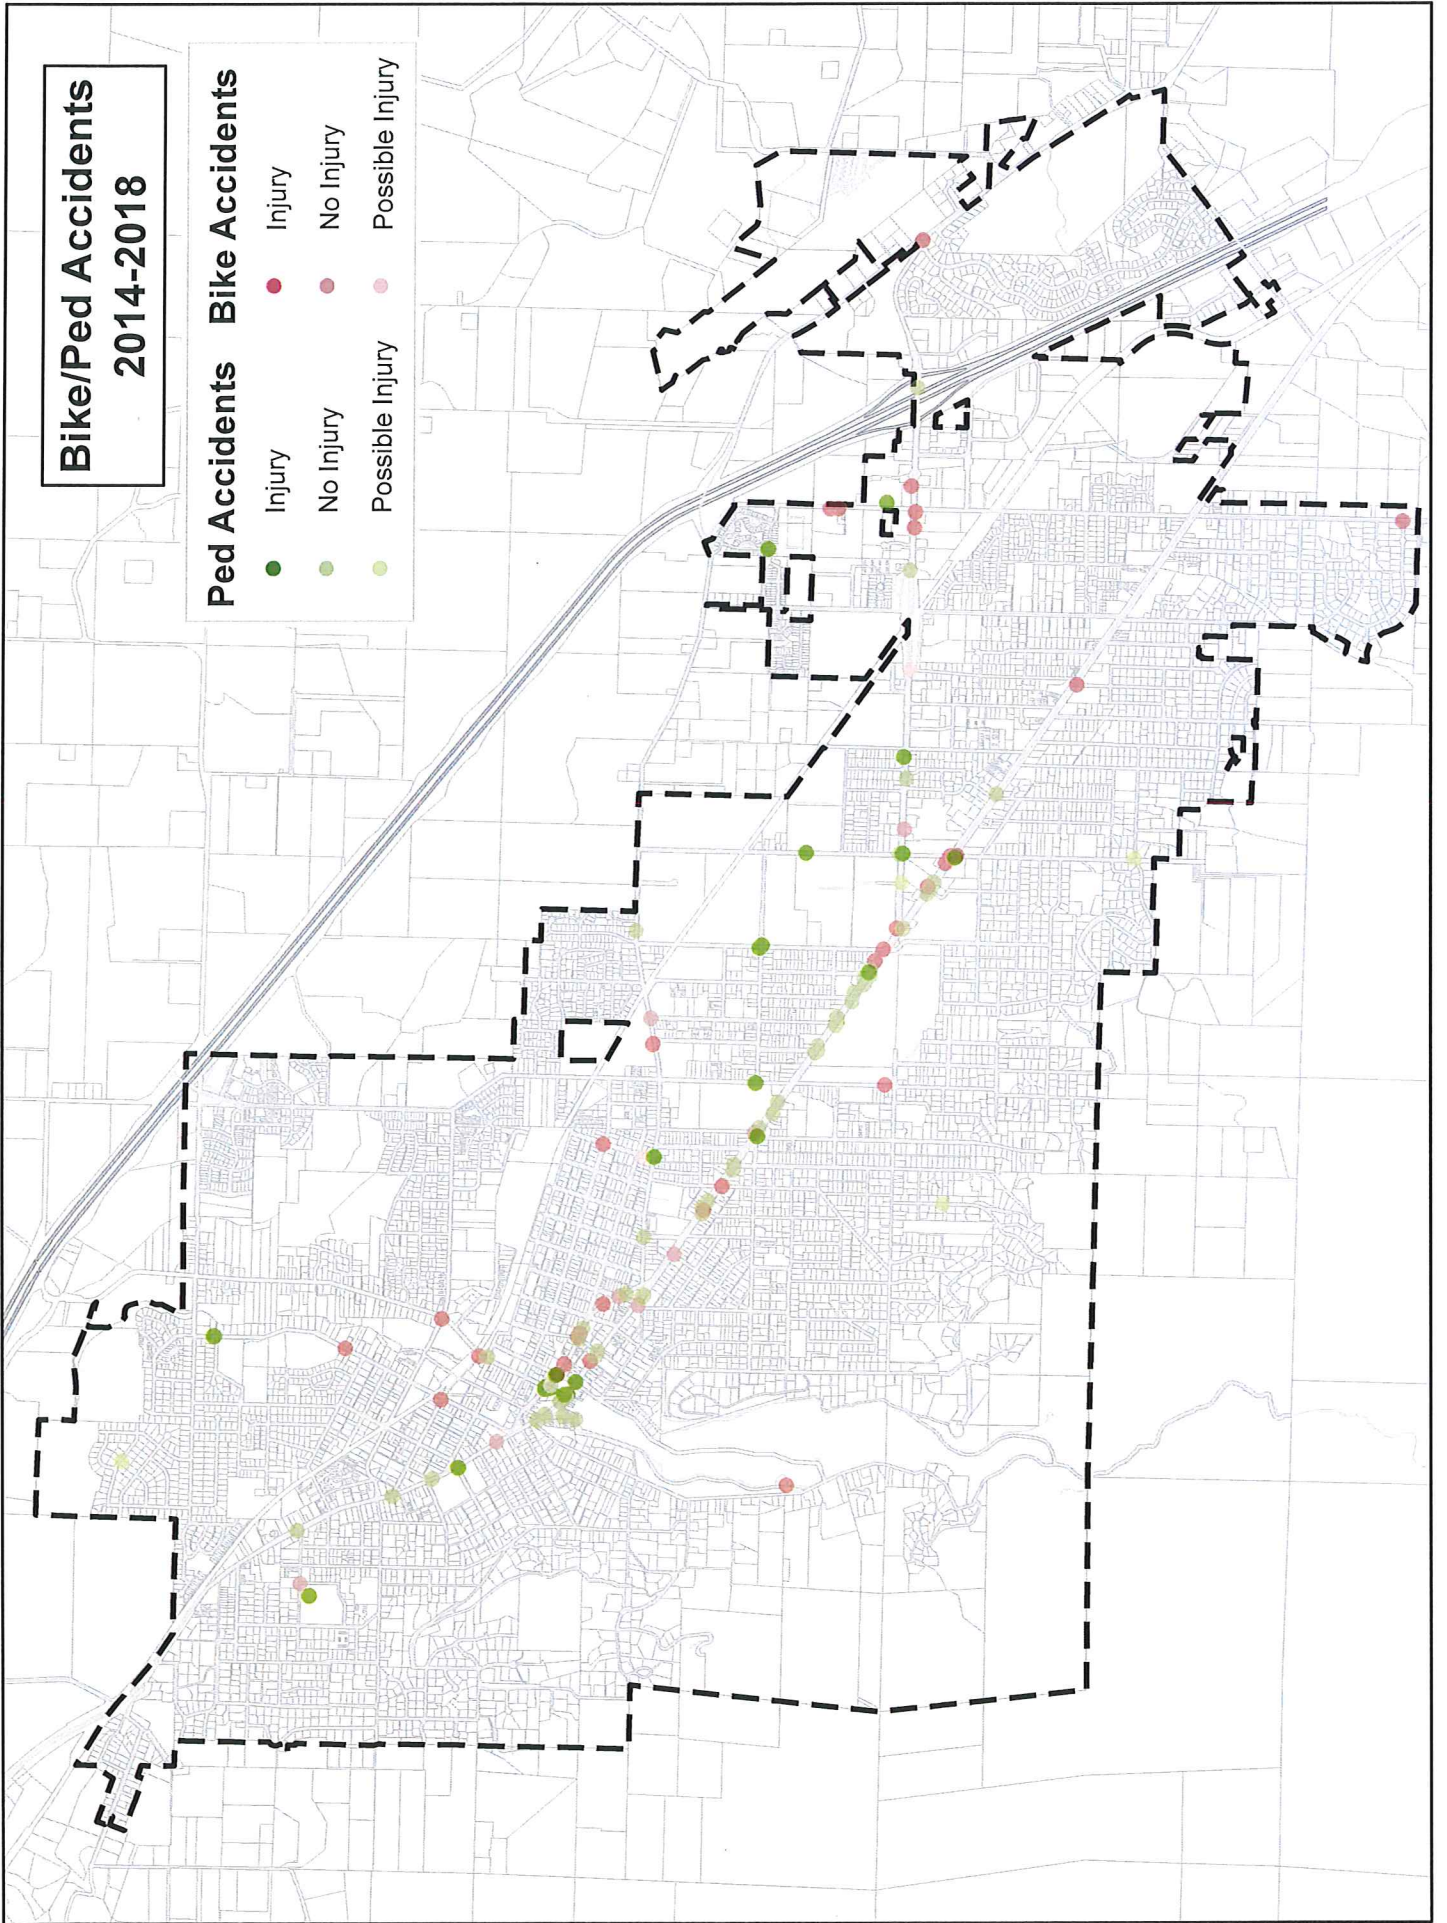 Bike/Ped Accidents
2014-2018
Ped Accidents
Injury
No Injury
Possible Injury
Bike Accidents
Injury
No Injury
Possible Injury